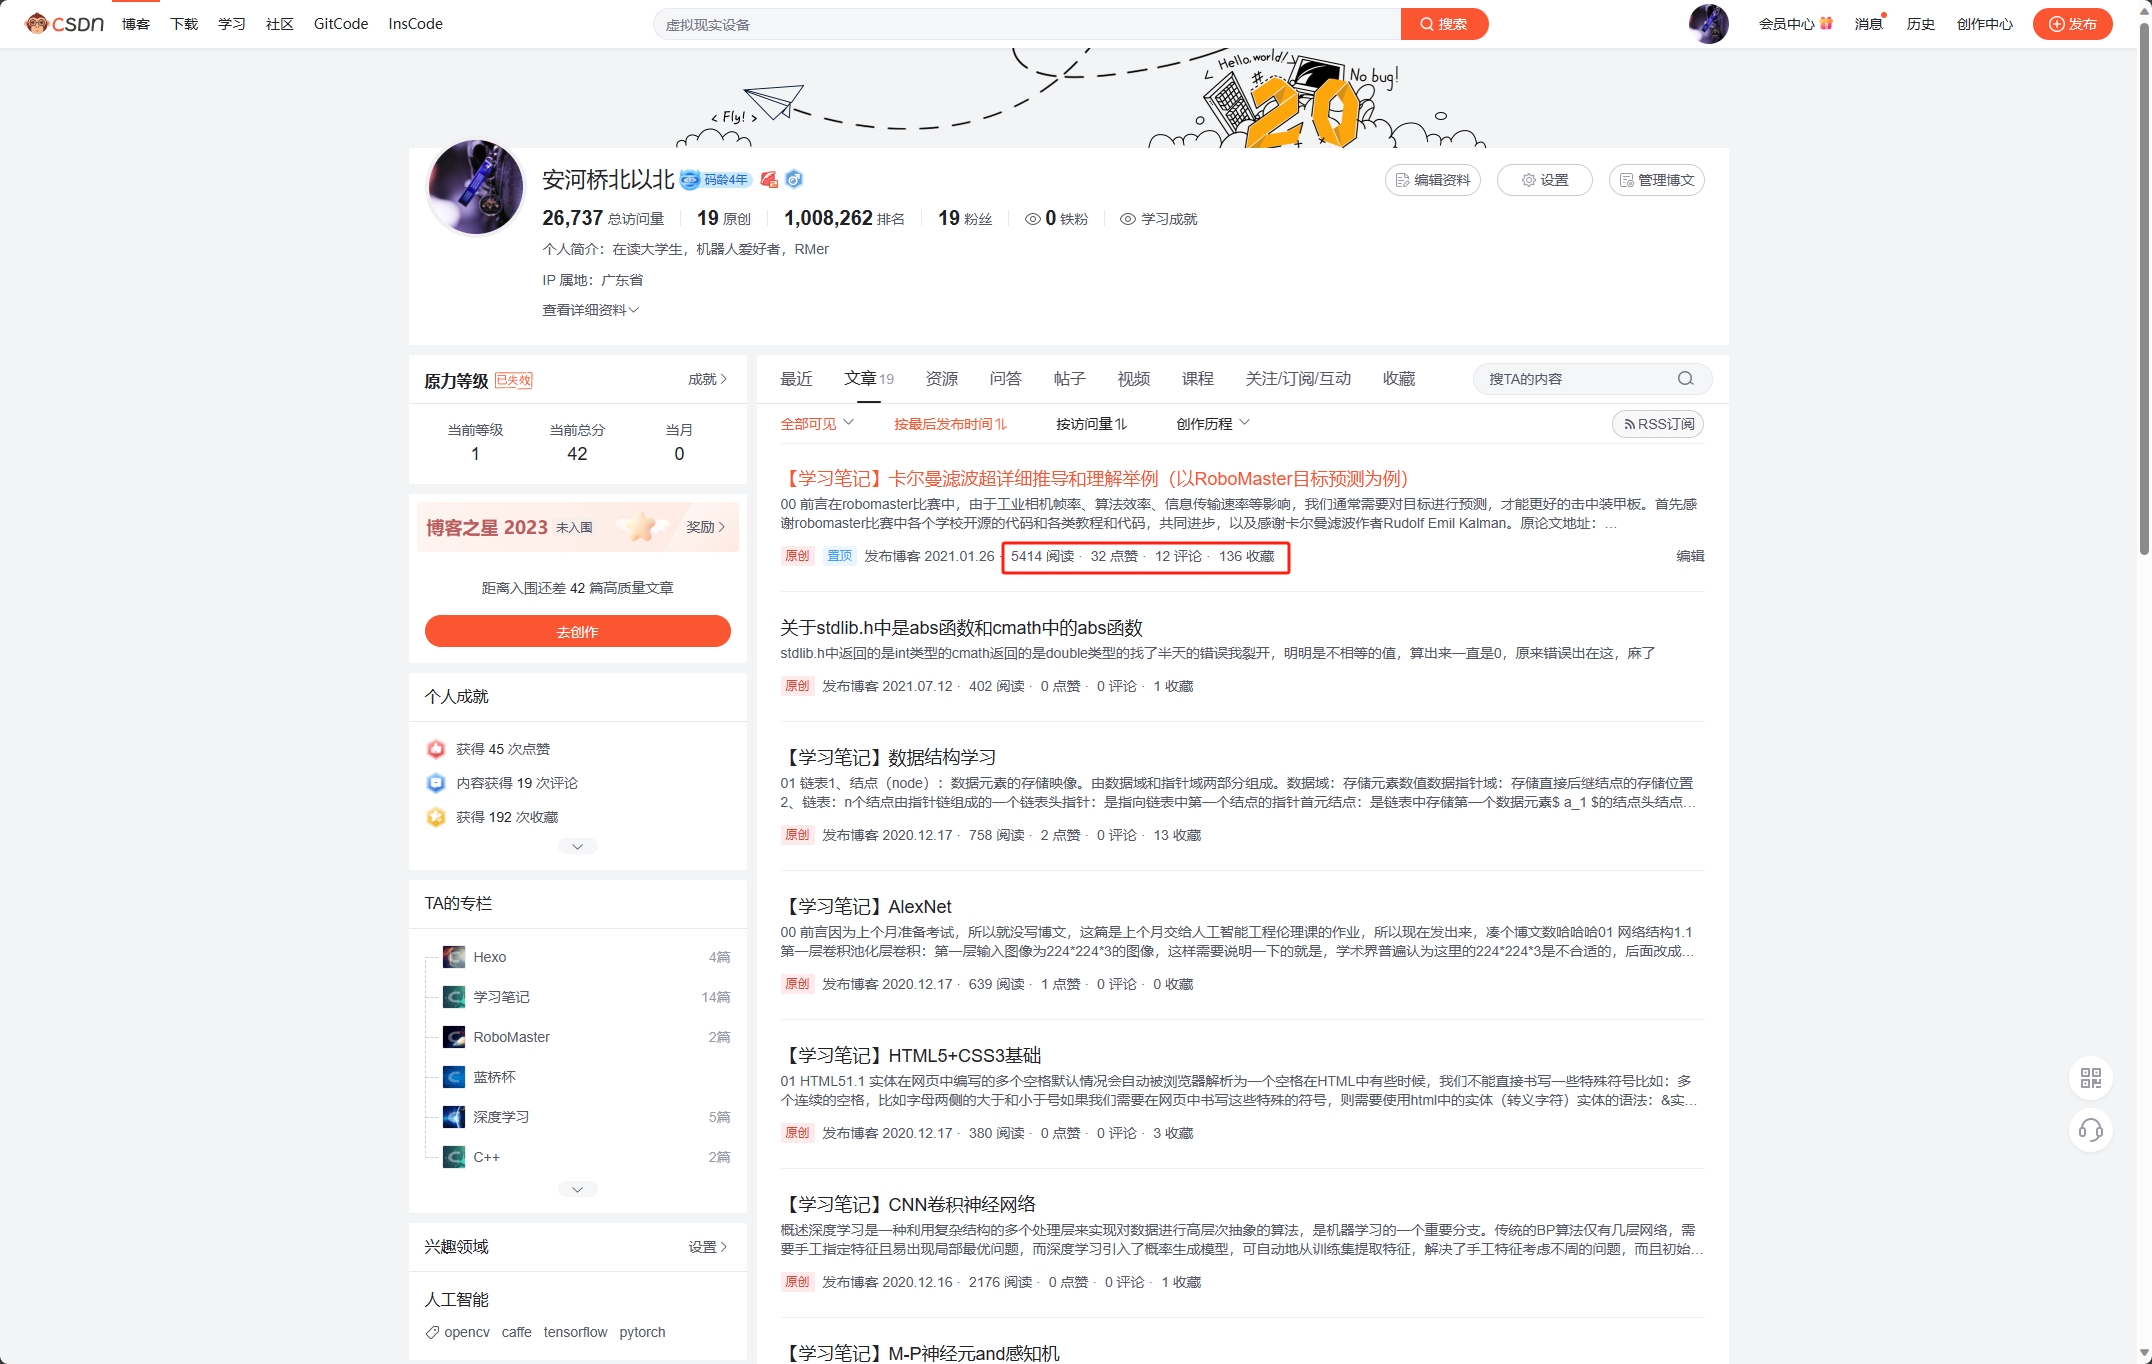 CSDN 博客 下载 学习 社区 GitCode InsCode 虚拟现实设备 搜索 会员中心 消息 历史 创作中心 发布
< Fly! >
< Hello, world! />
No bug!
20
安河桥北以北 码龄4年 编辑资料 设置 管理博文
26,737 总访问量 19 原创 1,008,262 排名 19 粉丝 0 铁粉 学习成就
个人简介：在读大学生，机器人爱好者，RMer
IP 属地：广东省
查看详细资料
原力等级 已失效 成就
当前等级 当前总分 当月
1 42 0
博客之星 2023 未入围 奖励
距离入围还差 42 篇高质量文章
去创作
个人成就
获得 45 次点赞
内容获得 19 次评论
获得 192 次收藏
TA的专栏
Hexo 4篇
学习笔记 14篇
RoboMaster 2篇
蓝桥杯
深度学习 5篇
C++ 2篇
兴趣领域 设置
人工智能
opencv caffe tensorflow pytorch
最近 文章 19 资源 问答 帖子 视频 课程 关注/订阅/互动 收藏 搜TA的内容
全部可见 按最后发布时间 按访问量 创作历程 RSS订阅
【学习笔记】卡尔曼滤波超详细推导和理解举例（以RoboMaster目标预测为例）
00 前言在robomaster比赛中，由于工业相机帧率、算法效率、信息传输速率等影响，我们通常需要对目标进行预测，才能更好的击中装甲板。首先感
谢robomaster比赛中各个学校开源的代码和各类教程和代码，共同进步，以及感谢卡尔曼滤波作者Rudolf Emil Kalman。原论文地址：...
原创 置顶 发布博客 2021.01.26 · 5414 阅读 · 32 点赞 · 12 评论 · 136 收藏 编辑
关于stdlib.h中是abs函数和cmath中的abs函数
stdlib.h中返回的是int类型的cmath返回的是double类型的找了半天的错误我裂开，明明是不相等的值，算出来一直是0，原来错误出在这，麻了
原创 发布博客 2021.07.12 · 402 阅读 · 0 点赞 · 0 评论 · 1 收藏
【学习笔记】数据结构学习
01 链表1、结点（node）：数据元素的存储映像。由数据域和指针域两部分组成。数据域：存储元素数值数据指针域：存储直接后继结点的存储位置
2、链表：n个结点由指针链组成的一个链表头指针：是指向链表中第一个结点的指针首元结点：是链表中存储第一个数据元素$ a_1 $的结点头结点...
原创 发布博客 2020.12.17 · 758 阅读 · 2 点赞 · 0 评论 · 13 收藏
【学习笔记】AlexNet
00 前言因为上个月准备考试，所以就没写博文，这篇是上个月交给人工智能工程伦理课的作业，所以现在发出来，凑个博文数哈哈哈01 网络结构1.1
第一层卷积池化层卷积：第一层输入图像为224*224*3的图像，这样需要说明一下的就是，学术界普遍认为这里的224*224*3是不合适的，后面改成...
原创 发布博客 2020.12.17 · 639 阅读 · 1 点赞 · 0 评论 · 0 收藏
【学习笔记】HTML5+CSS3基础
01 HTML51.1 实体在网页中编写的多个空格默认情况会自动被浏览器解析为一个空格在HTML中有些时候，我们不能直接书写一些特殊符号比如：多
个连续的空格，比如字母两侧的大于和小于号如果我们需要在网页中书写这些特殊的符号，则需要使用html中的实体（转义字符）实体的语法：&实...
原创 发布博客 2020.12.17 · 380 阅读 · 0 点赞 · 0 评论 · 3 收藏
【学习笔记】CNN卷积神经网络
概述深度学习是一种利用复杂结构的多个处理层来实现对数据进行高层次抽象的算法，是机器学习的一个重要分支。传统的BP算法仅有几层网络，需
要手工指定特征且易出现局部最优问题，而深度学习引入了概率生成模型，可自动地从训练集提取特征，解决了手工特征考虑不周的问题，而且初始...
原创 发布博客 2020.12.16 · 2176 阅读 · 0 点赞 · 0 评论 · 1 收藏
【学习笔记】M-P神经元and感知机